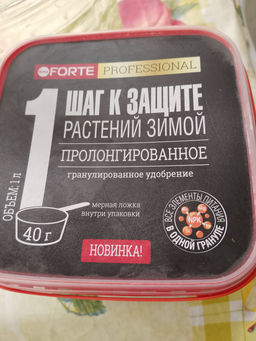 FORTE PROFESSIONAL
1 ШАГ К ЗАЩИТЕ
РАСТЕНИЙ ЗИМОЙ
ПРОЛОНГИРОВАННОЕ
гранулированное удобрение
ОБЪЕМ: 1 л
мерная ложка
внутри упаковки
40 г
НОВИНКА!
ВСЕ ЭЛЕМЕНТЫ ПИТАНИЯ
NPK
В ОДНОЙ ГРАНУЛЕ